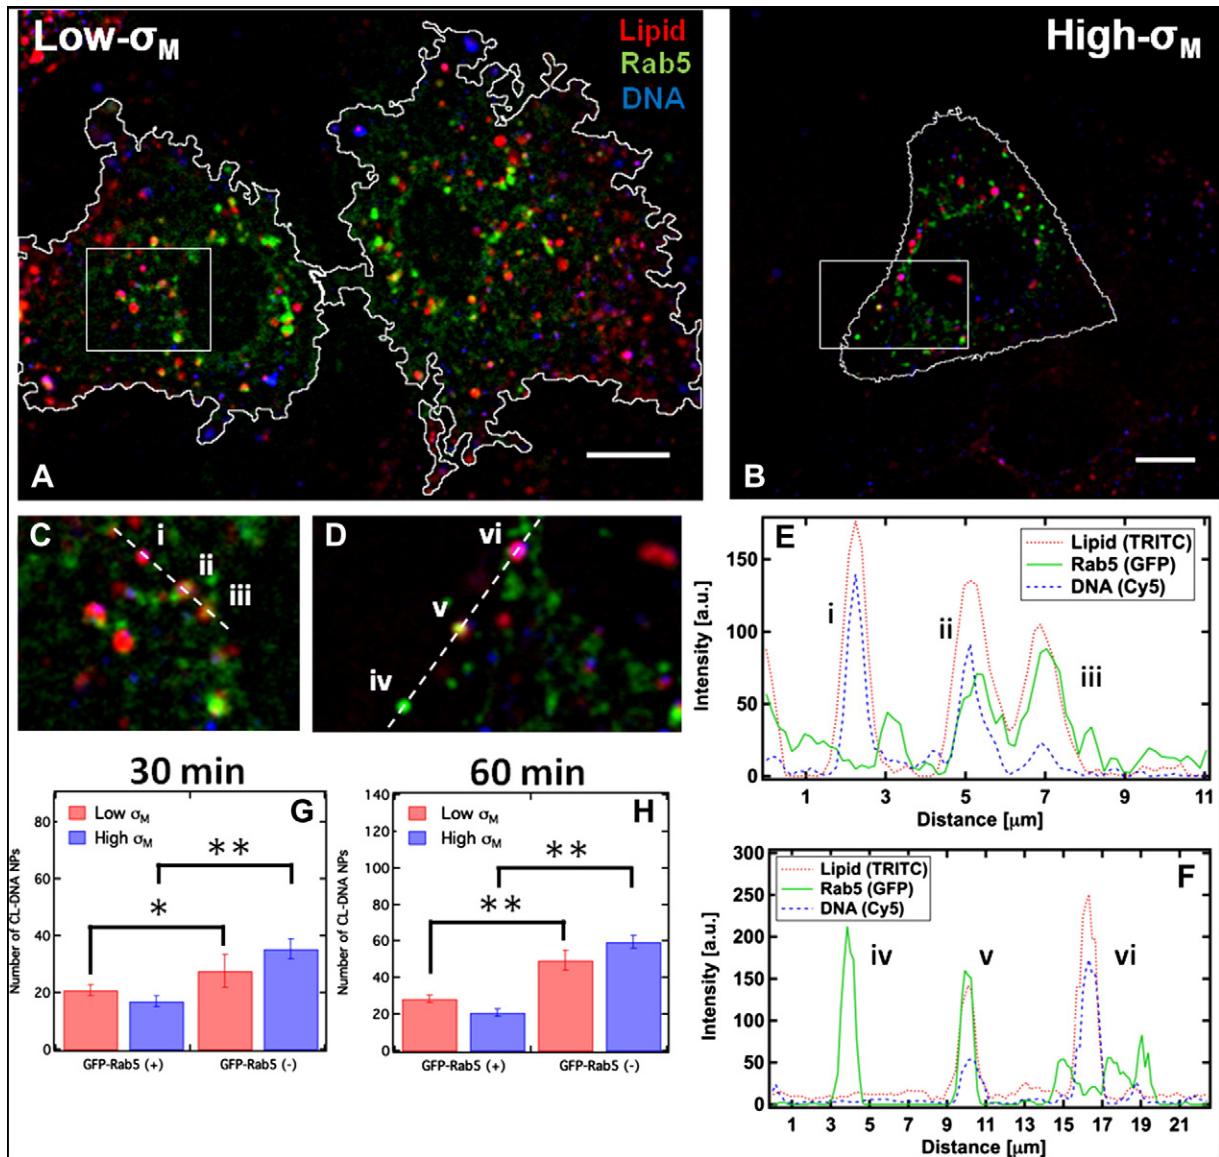 Low-σM
Lipid
Rab5
DNA
A
High-σM
B
C
i
ii
iii
D
vi
v
iv
E
Lipid (TRITC)
Rab5 (GFP)
DNA (Cy5)
i
ii
iii
Intensity [a.u.]
150
100
50
0
1 3 5 7 9 11
Distance [μm]
30 min
G
Low σM
High σM
**
*
Number of CL-DNA NPs
80
60
40
20
0
GFP-Rab5 (+) GFP-Rab5 (-)
60 min
H
Low σM
High σM
**
**
Number of CL-DNA NPs
140
120
100
80
60
40
20
0
GFP-Rab5 (+) GFP-Rab5 (-)
F
Lipid (TRITC)
Rab5 (GFP)
DNA (Cy5)
iv
v
vi
Intensity [a.u.]
300
250
200
150
100
50
0
1 3 5 7 9 11 13 15 17 19 21
Distance [μm]